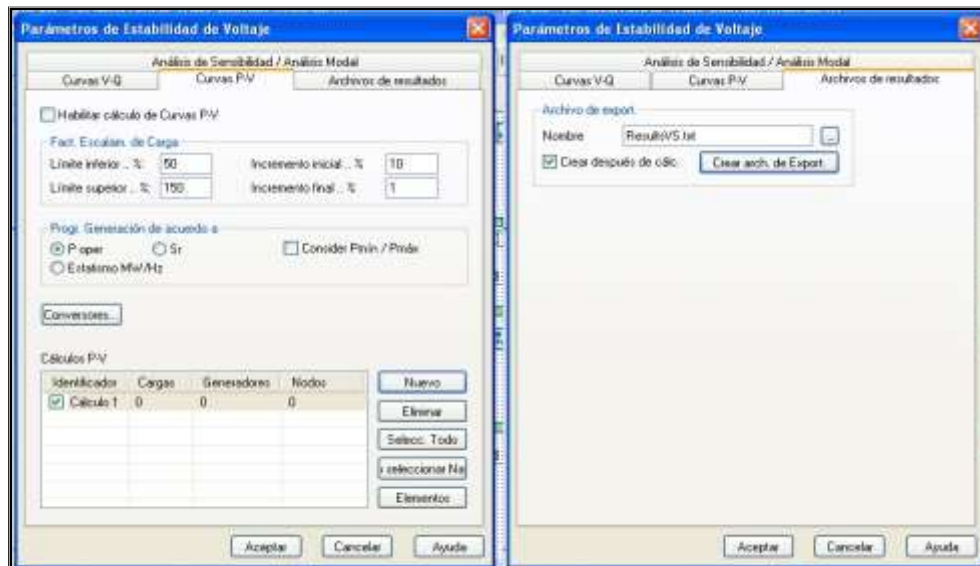 Parámetros de Estabilidad de Voltaje
Análisis de Sensibilidad / Análisis Modal
Curvas V-Q
Curvas P-V
Archivos de resultados
Habilitar cálculo de Curvas P-V
Fact. Escalam. de Carga
Límite inferior .. % 50
Incremento inicial .. % 10
Límite superior .. % 150
Incremento final .. % 1
Progr. Generación de acuerdo a
P oper
Sr
Consider Pmín / Pmáx
Estatismo MW/Hz
Conversores...
Cálculos P-V
Identificador Cargas Generadores Nodos
Cálculo 1 0 0 0
Nuevo
Eliminar
Selecc. Todo
seleccionar Na
Elementos
Aceptar
Cancelar
Ayuda
Parámetros de Estabilidad de Voltaje
Análisis de Sensibilidad / Análisis Modal
Curvas V-Q
Curvas P-V
Archivos de resultados
Archivo de export.
Nombre ResultsVS.txt ...
Crear después de cálc.
Crear arch. de Export.
Aceptar
Cancelar
Ayuda